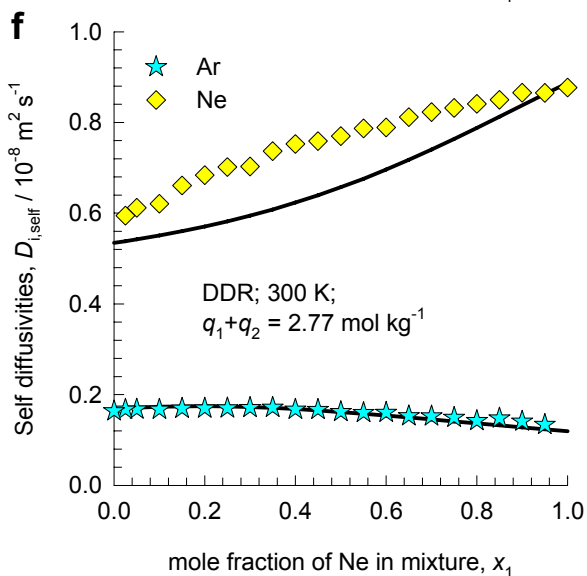 f
1.0
0.8
0.6
0.4
0.2
0.0
Self diffusivities, D_i,self / 10⁻⁸ m² s⁻¹
Ar
Ne
DDR; 300 K;
q₁+q₂ = 2.77 mol kg⁻¹
0.0 0.2 0.4 0.6 0.8 1.0
mole fraction of Ne in mixture, x₁